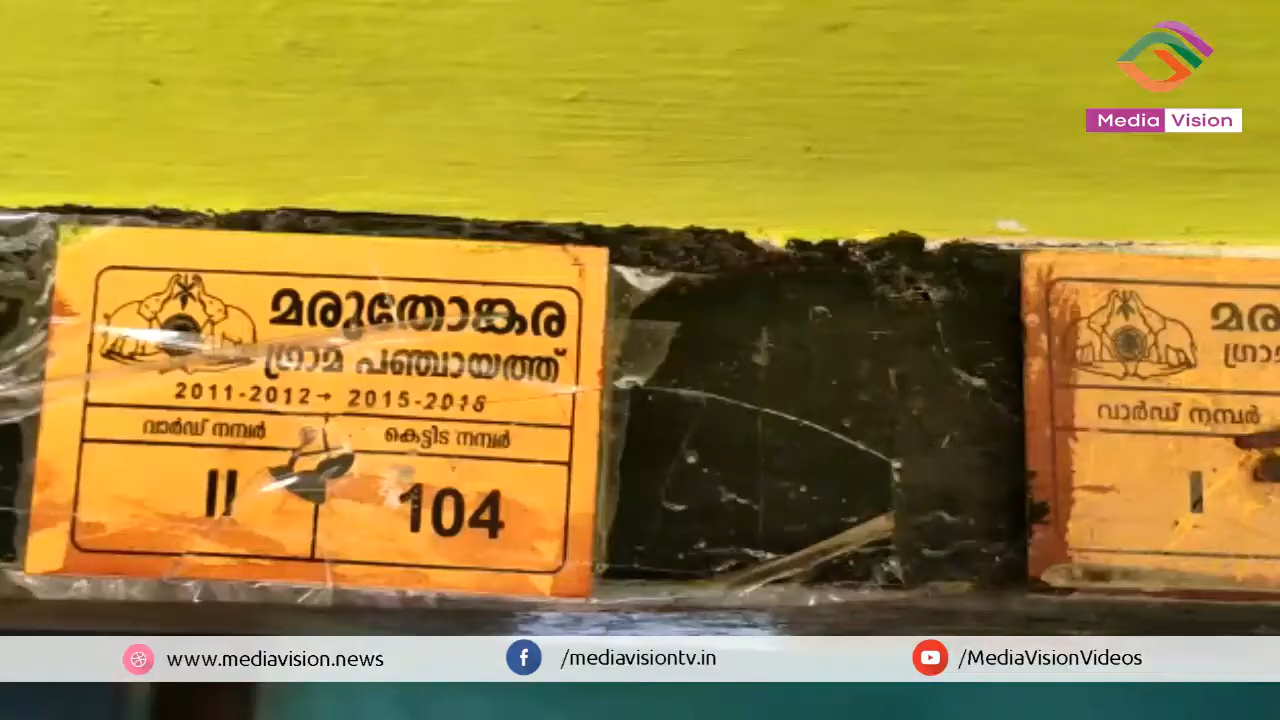 Media Vision
മരുതോങ്കര
ഗ്രാമ പഞ്ചായത്ത്
2011-2012→ 2015-2016
വാർഡ് നമ്പർ കെട്ടിട നമ്പർ
II 104
മര
ഗ്രാ
വാർഡ് നമ്പർ
I
www.mediavision.news
/mediavisiontv.in
/MediaVisionVideos